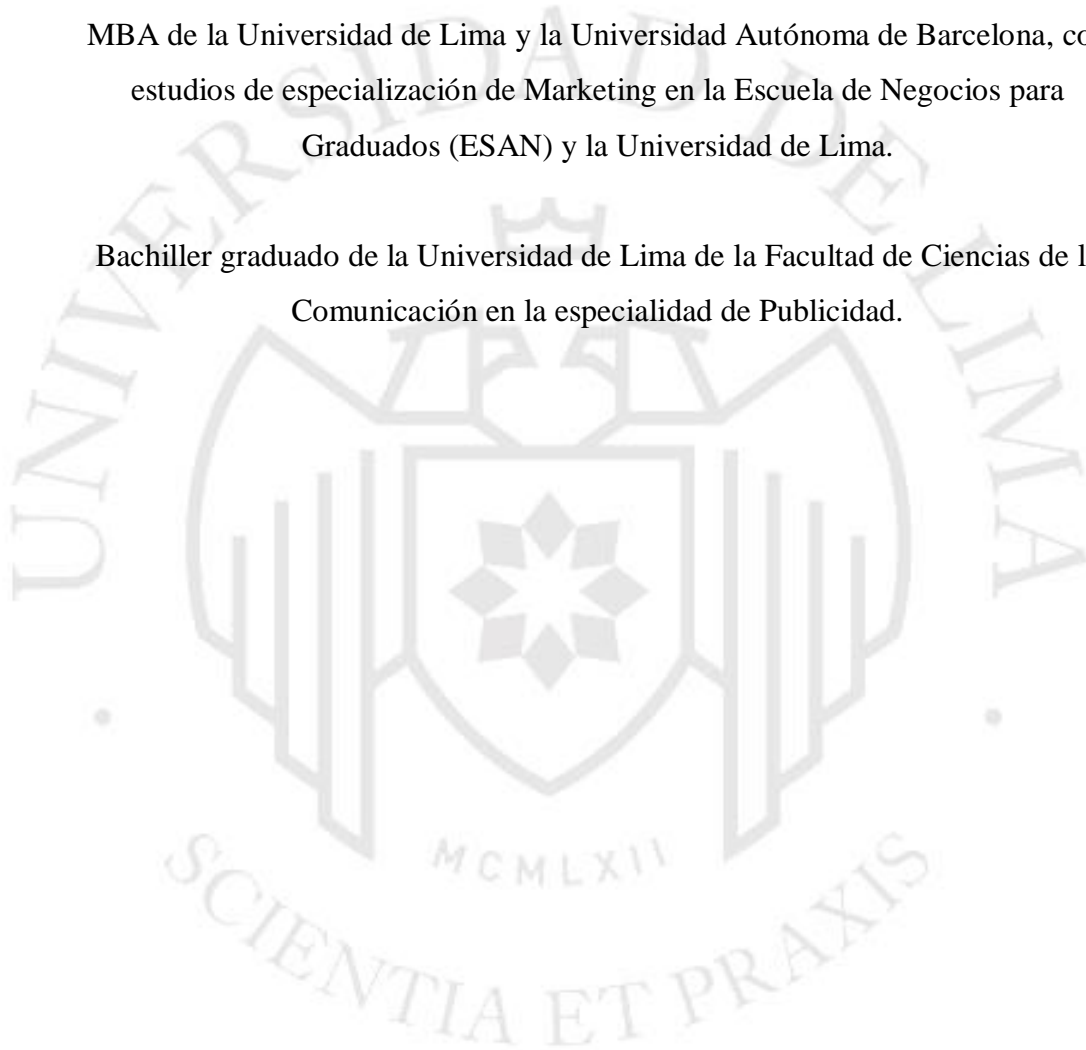 MBA de la Universidad de Lima y la Universidad Autónoma de Barcelona, co
estudios de especialización de Marketing en la Escuela de Negocios para
Graduados (ESAN) y la Universidad de Lima.
Bachiller graduado de la Universidad de Lima de la Facultad de Ciencias de l
Comunicación en la especialidad de Publicidad.
UNIVERSIDAD DE LIMA
MCMLXII
SCIENTIA ET PRAXIS